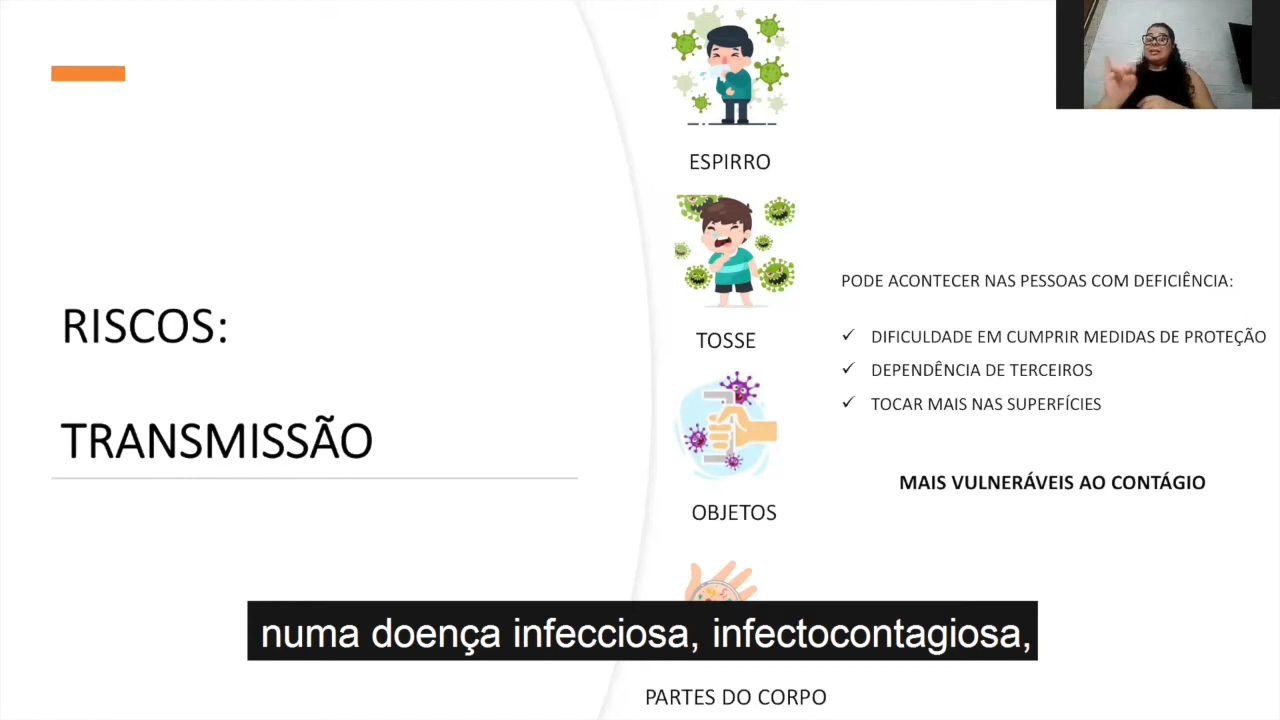 RISCOS:
TRANSMISSÃO
ESPIRRO
TOSSE
OBJETOS
PARTES DO CORPO
PODE ACONTECER NAS PESSOAS COM DEFICIÊNCIA:
✓ DIFICULDADE EM CUMPRIR MEDIDAS DE PROTEÇÃO
✓ DEPENDÊNCIA DE TERCEIROS
✓ TOCAR MAIS NAS SUPERFÍCIES
MAIS VULNERÁVEIS AO CONTÁGIO
numa doença infecciosa, infectocontagiosa,